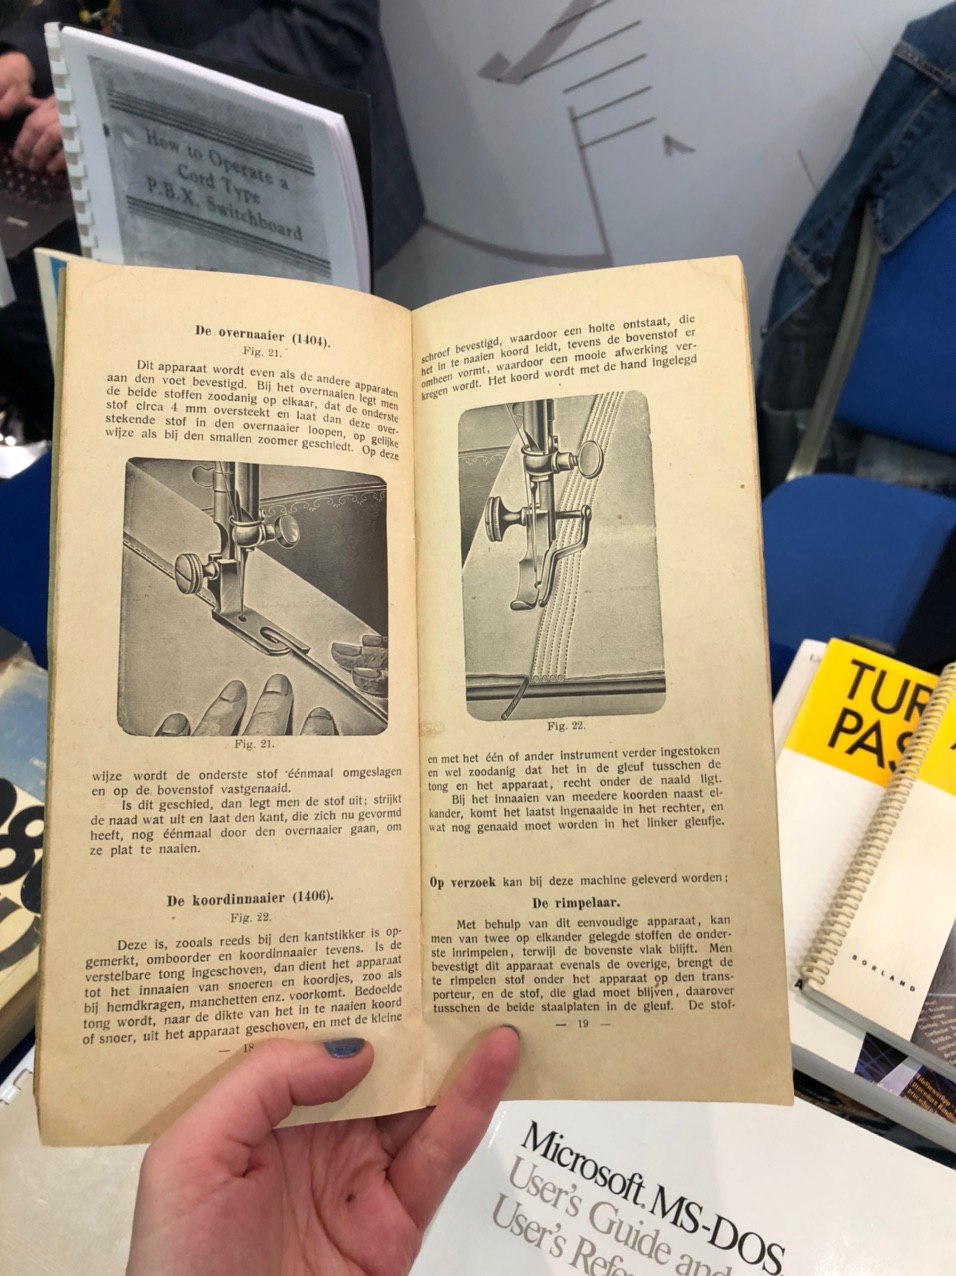 How to Operate a
Cord Type
P.B.X. Switchboard
De overnaaier (1404).
Fig. 21.
Dit apparaat wordt even als de andere apparaten
aan den voet bevestigd. Bij het overnaaien legt men
de beide stoffen zoodanig op elkaar, dat de onderste
stof circa 4 mm oversteekt en laat dan deze over-
stekende stof in den overnaaier loopen, op gelijke
wijze als bij den smallen zoomer geschiedt. Op deze
Fig. 21.
wijze wordt de onderste stof éénmaal omgeslagen
en op de bovenstof vastgenaaid.
Is dit geschied, dan legt men de stof uit; strijkt
de naad wat uit en laat den kant, die zich nu gevormd
heeft, nog éénmaal door den overnaaier gaan, om
ze plat te naaien.
De koordinnaaier (1406).
Fig. 22.
Deze is, zooals reeds bij den kantstikker is op-
gemerkt, omboorder en koordinnaaier tevens. Is de
verstelbare tong ingeschoven, dan dient het apparaat
tot het innaaien van snoeren en koordjes, zoo als
bij hemdkragen, manchetten enz. voorkomt. Bedoelde
tong wordt, naar de dikte van het in te naaien koord
of snoer, uit het apparaat geschoven, en met de kleine
— 18
schroef bevestigd, waardoor een holte ontstaat, die
het in te naaien koord leidt, tevens de bovenstof er
omheen vormt, waardoor een mooie afwerking ver-
kregen wordt. Het koord wordt met de hand ingelegd
Fig. 22.
en met het één of ander instrument verder ingestoken
en wel zoodanig dat het in de gleuf tusschen de
tong en het apparaat, recht onder de naald ligt.
Bij het innaaien van meedere koorden naast el-
kander, komt het laatst ingenaaide in het rechter, en
wat nog genaaid moet worden in het linker gleufje.
Op verzoek kan bij deze machine geleverd worden;
De rimpelaar.
Met behulp van dit eenvoudige apparaat, kan
men van twee op elkander gelegde stoffen de onder-
ste inrimpelen, terwijl de bovenste vlak blijft. Men
bevestigd dit apparaat evenals de overige, brengt de
te rimpelen stof onder het apparaat op den trans-
porteur, en de stof, die glad moet blijven, daarover
tusschen de beide staalplaten in de gleuf. De stof-
— 19 —
TUR
PAS
BORLAND
Microsoft MS-DOS
User's Guide and
User's Refe